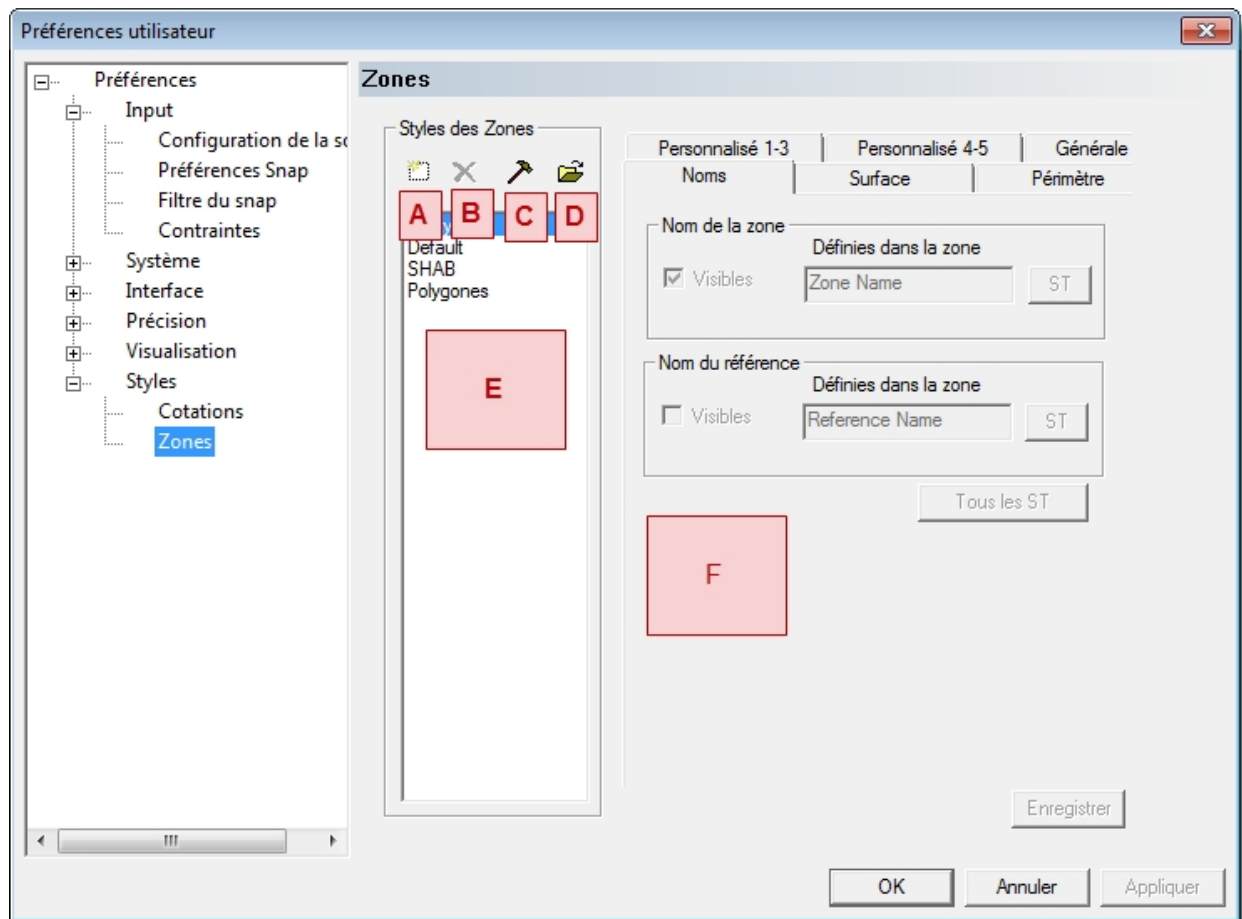 Préférences utilisateur
Préférences
Input
Configuration de la
Préférences Snap
Filtre du snap
Contraintes
Système
Interface
Précision
Visualisation
Styles
Cotations
Zones
Zones
Styles des Zones
A
B
C
D
Default
SHAB
Polygones
E
Personnalisé 1-3
Personnalisé 4-5
Générale
Noms
Surface
Périmètre
Nom de la zone
Définies dans la zone
Visibles
Zone Name
ST
Nom du référence
Définies dans la zone
Visibles
Reference Name
ST
Tous les ST
F
Enregistrer
OK
Annuler
Appliquer